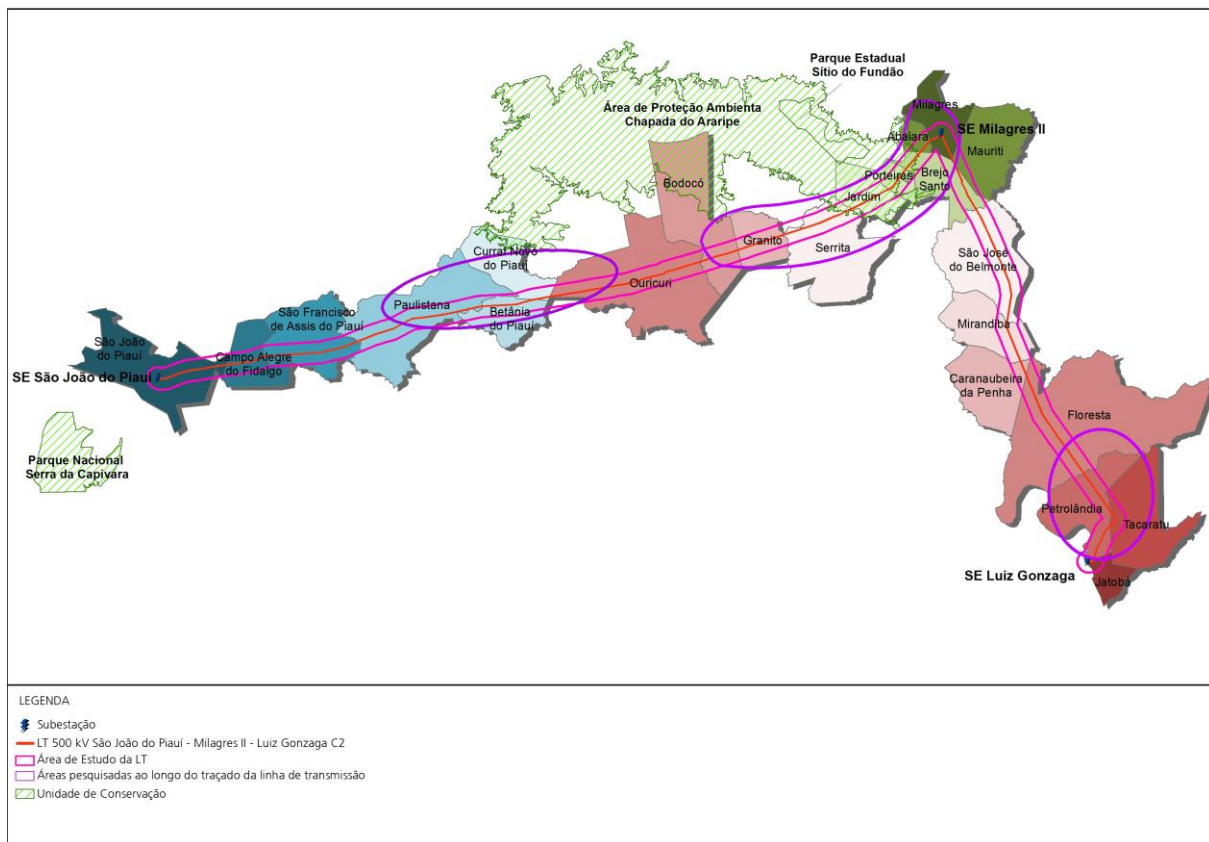 Parque Estadual
Sítio do Fundão
Milagres
Área de Proteção Ambienta
Chapada do Araripe
SE Milagres II
Abaiara
Mauriti
Bodocó
Porteiras
Brejo
Santo
Jardim
Granito
Serrita
Curral Novo
do Piauí
São José
do Belmonte
Ouricuri
Paulistana
Betânia
do Piauí
São Francisco
de Assis do Piauí
Mirandiba
São João
do Piauí
Campo Alegre
do Fidalgo
SE São João do Piauí
Caranaubeira
da Penha
Floresta
Parque Nacional
Serra da Capivara
Petrolândia
Tacaratu
SE Luiz Gonzaga
Jatobá
LEGENDA
Subestação
LT 500 kV São João do Piauí - Milagres II - Luiz Gonzaga C2
Área de Estudo da LT
Áreas pesquisadas ao longo do traçado da linha de transmissão
Unidade de Conservação